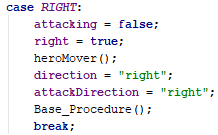 case RIGHT:
    attacking = false;
    right = true;
    heroMover();
    direction = "right";
    attackDirection = "right";
    Base_Procedure();
    break;